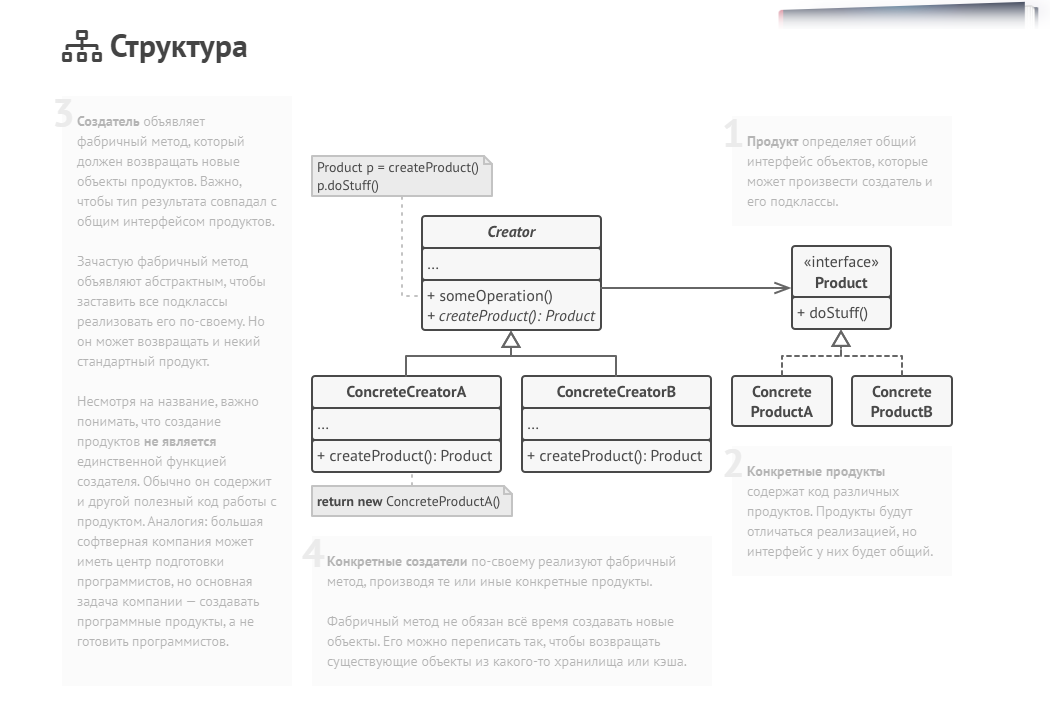 Структура
3
Создатель объявляет
фабричный метод, который
должен возвращать новые
объекты продуктов. Важно,
чтобы тип результата совпадал с
общим интерфейсом продуктов.
Зачастую фабричный метод
объявляют абстрактным, чтобы
заставить все подклассы
реализовать его по-своему. Но
он может возвращать и некий
стандартный продукт.
Несмотря на название, важно
понимать, что создание
продуктов не является
единственной функцией
создателя. Обычно он содержит
и другой полезный код работы с
продуктом. Аналогия: большая
софтверная компания может
иметь центр подготовки
программистов, но основная
задача компании — создавать
программные продукты, а не
готовить программистов.
Product p = createProduct()
p.doStuff()
Creator
...
+ someOperation()
+ createProduct(): Product
ConcreteCreatorA
...
+ createProduct(): Product
ConcreteCreatorB
...
+ createProduct(): Product
return new ConcreteProductA()
1
Продукт определяет общий
интерфейс объектов, которые
может произвести создатель и
его подклассы.
«interface»
Product
+ doStuff()
Concrete
ProductA
Concrete
ProductB
2
Конкретные продукты
содержат код различных
продуктов. Продукты будут
отличаться реализацией, но
интерфейс у них будет общий.
4
Конкретные создатели по-своему реализуют фабричный
метод, производя те или иные конкретные продукты.
Фабричный метод не обязан всё время создавать новые
объекты. Его можно переписать так, чтобы возвращать
существующие объекты из какого-то хранилища или кэша.